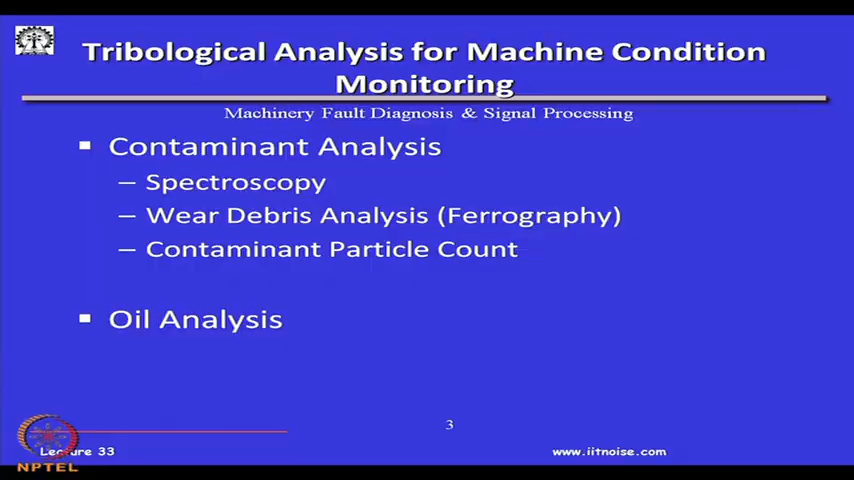 Tribological Analysis for Machine Condition
Monitoring
Machinery Fault Diagnosis & Signal Processing
▪ Contaminant Analysis
– Spectroscopy
– Wear Debris Analysis (Ferrography)
– Contaminant Particle Count
▪ Oil Analysis
3
Lecture 33
www.iitnoise.com
NPTEL